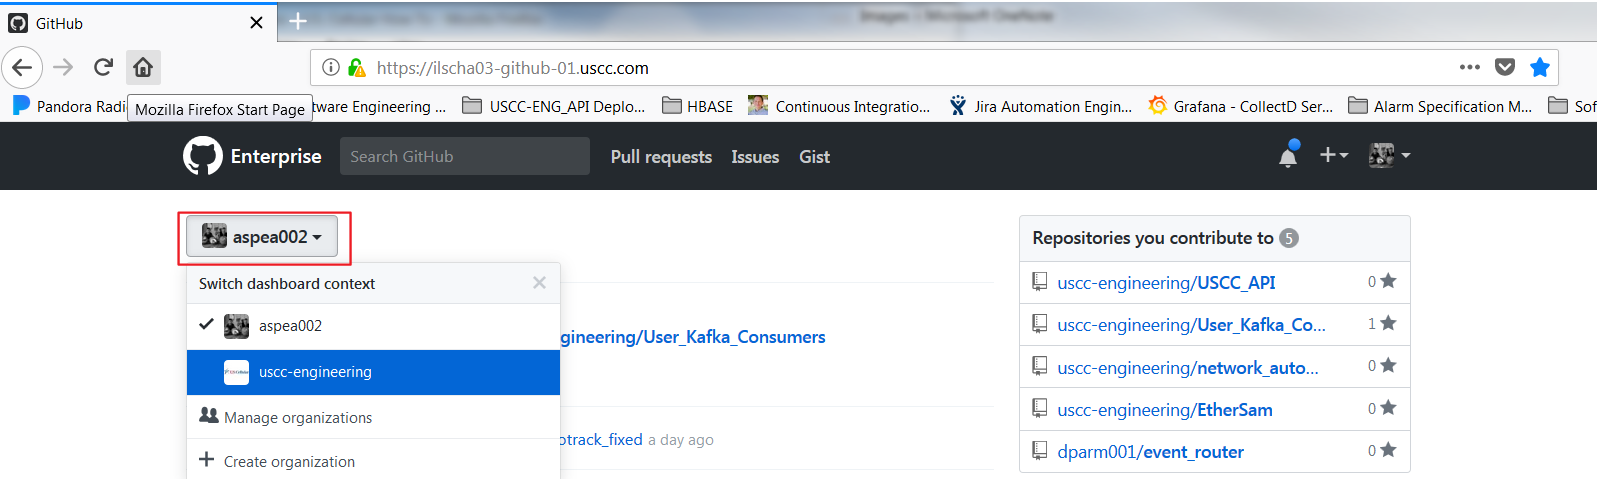 GitHub
Images - Microsoft OneNote
https://ilscha03-github-01.uscc.com
Pandora Radi
Mozilla Firefox Start Page
tware Engineering ...
USCC-ENG_API Deplo...
HBASE
Continuous Integratio...
Jira Automation Engin...
Grafana - CollectD Ser...
Alarm Specification M...
Sof
Enterprise
Search GitHub
Pull requests
Issues
Gist
aspea002
Switch dashboard context
aspea002
uscc-engineering
Manage organizations
Create organization
gineering/User_Kafka_Consumers
otrack_fixed a day ago
Repositories you contribute to 5
uscc-engineering/USCC_API 0
uscc-engineering/User_Kafka_Co... 1
uscc-engineering/network_auto... 0
uscc-engineering/EtherSam 0
dparm001/event_router 0